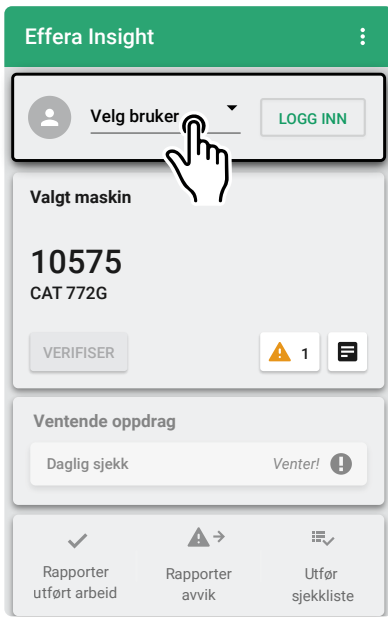 Effera Insight
Velg bruker
LOGG INN
Valgt maskin
10575
CAT 772G
VERIFISER
1
Ventende oppdrag
Daglig sjekk
Venter!
Rapporter
utført arbeid
Rapporter
avvik
Utfør
sjekkliste